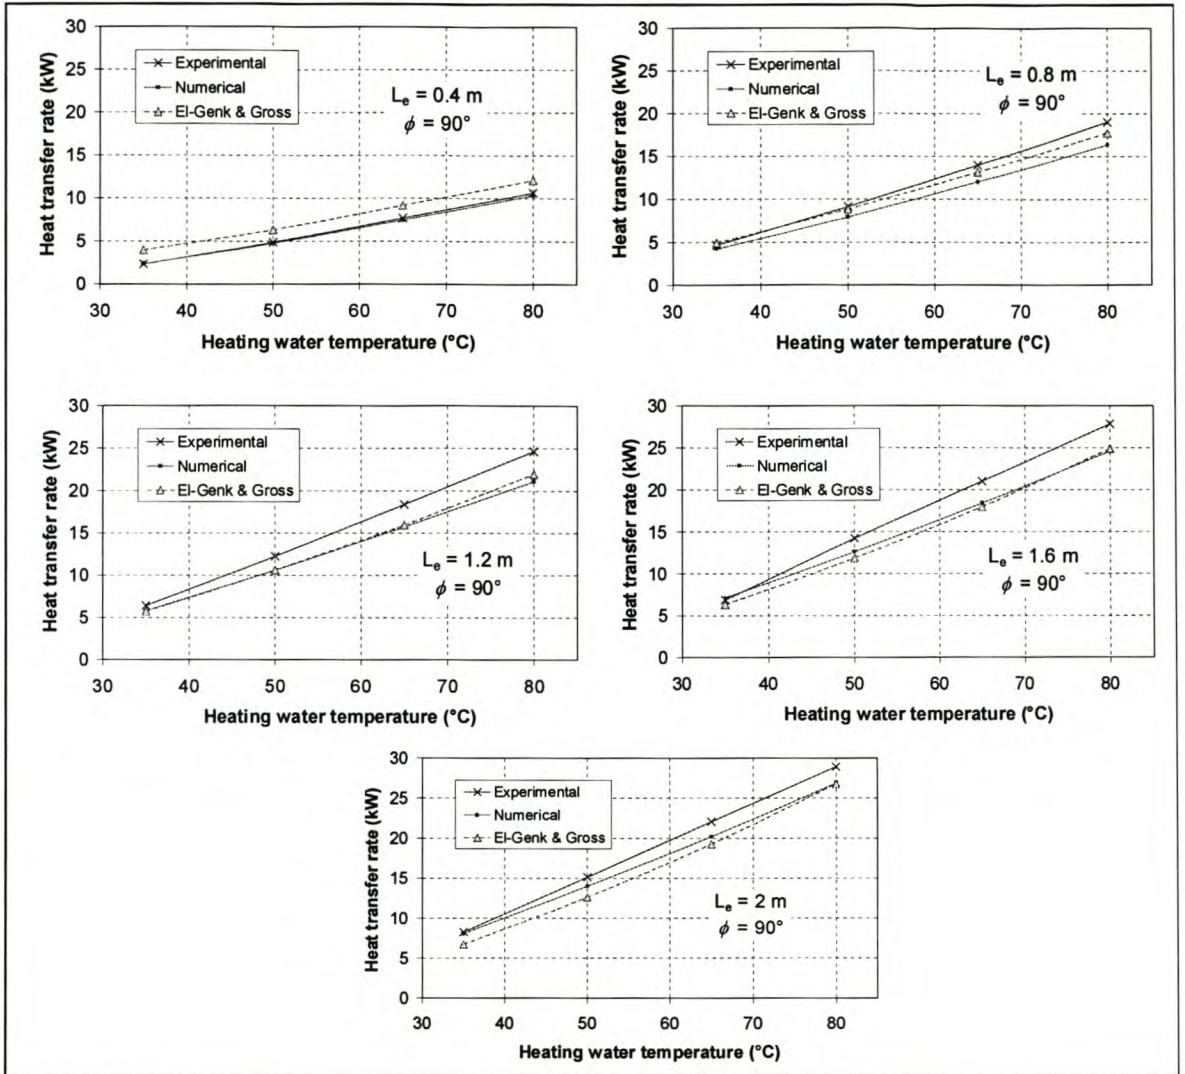 Heat transfer rate (kW)
30
25
20
15
10
5
0
Experimental
Numerical
El-Genk & Gross
Lₑ = 0.4 m
ϕ = 90°
30 40 50 60 70 80
Heating water temperature (°C)
Heat transfer rate (kW)
30
25
20
15
10
5
0
Experimental
Numerical
El-Genk & Gross
Lₑ = 0.8 m
ϕ = 90°
30 40 50 60 70 80
Heating water temperature (°C)
Heat transfer rate (kW)
30
25
20
15
10
5
0
Experimental
Numerical
El-Genk & Gross
Lₑ = 1.2 m
ϕ = 90°
30 40 50 60 70 80
Heating water temperature (°C)
Heat transfer rate (kW)
30
25
20
15
10
5
0
Experimental
Numerical
El-Genk & Gross
Lₑ = 1.6 m
ϕ = 90°
30 40 50 60 70 80
Heating water temperature (°C)
Heat transfer rate (kW)
30
25
20
15
10
5
0
Experimental
Numerical
El-Genk & Gross
Lₑ = 2 m
ϕ = 90°
30 40 50 60 70 80
Heating water temperature (°C)